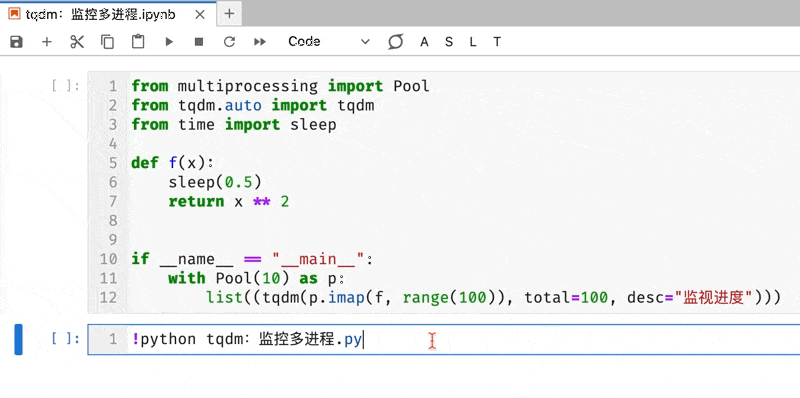 tqdm：监控多进程.ipynb
Code
A S L T
[ ]:
1 from multiprocessing import Pool
2 from tqdm.auto import tqdm
3 from time import sleep
4
5 def f(x):
6     sleep(0.5)
7     return x ** 2
8
9
10 if __name__ == "__main__":
11     with Pool(10) as p:
12         list((tqdm(p.imap(f, range(100)), total=100, desc="监视进度")))
[ ]:
1 !python tqdm：监控多进程.py